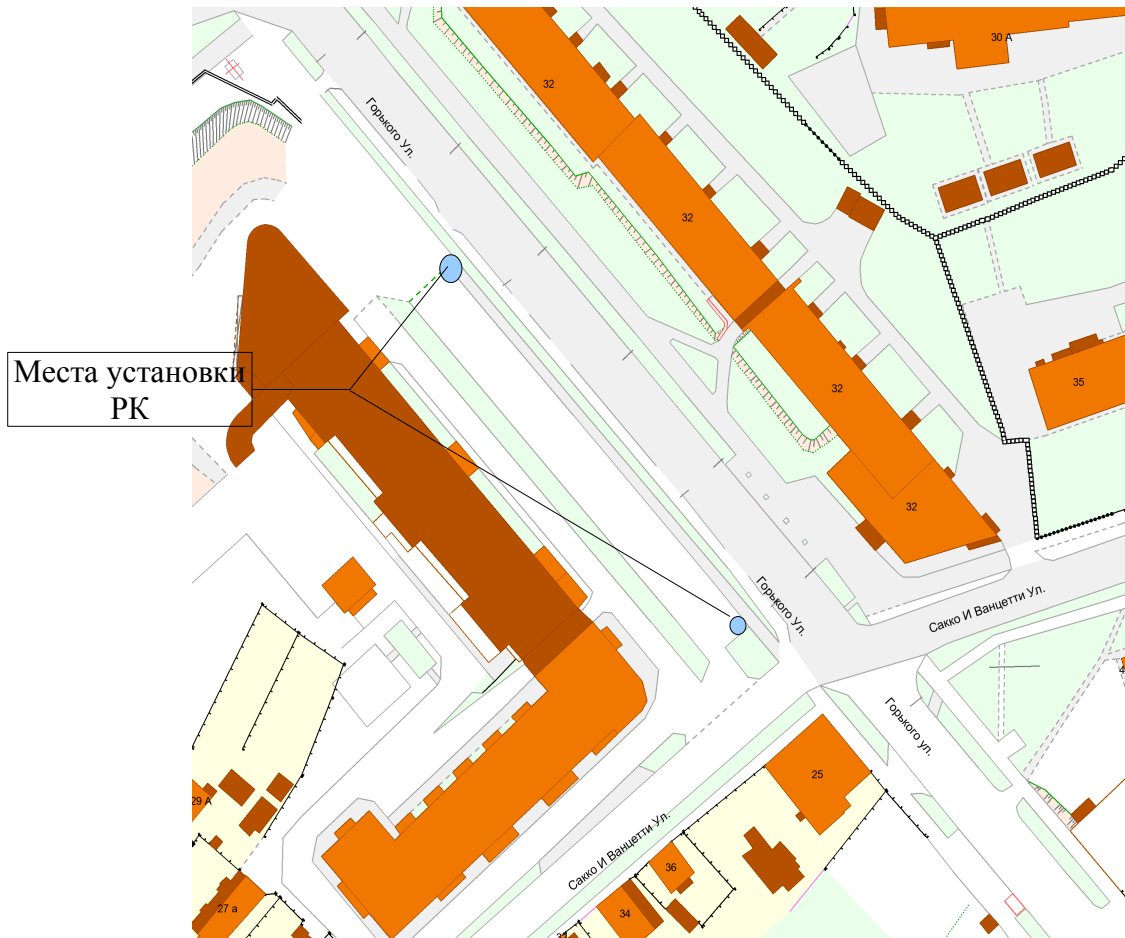 30 А
32
Горького Ул.
32
32
35
Места установки
РК
32
32
Горького Ул.
Сакко И Ванцетти Ул.
Горького ул.
25
29 А
Сакко И Ванцетти Ул.
36
27 а
34